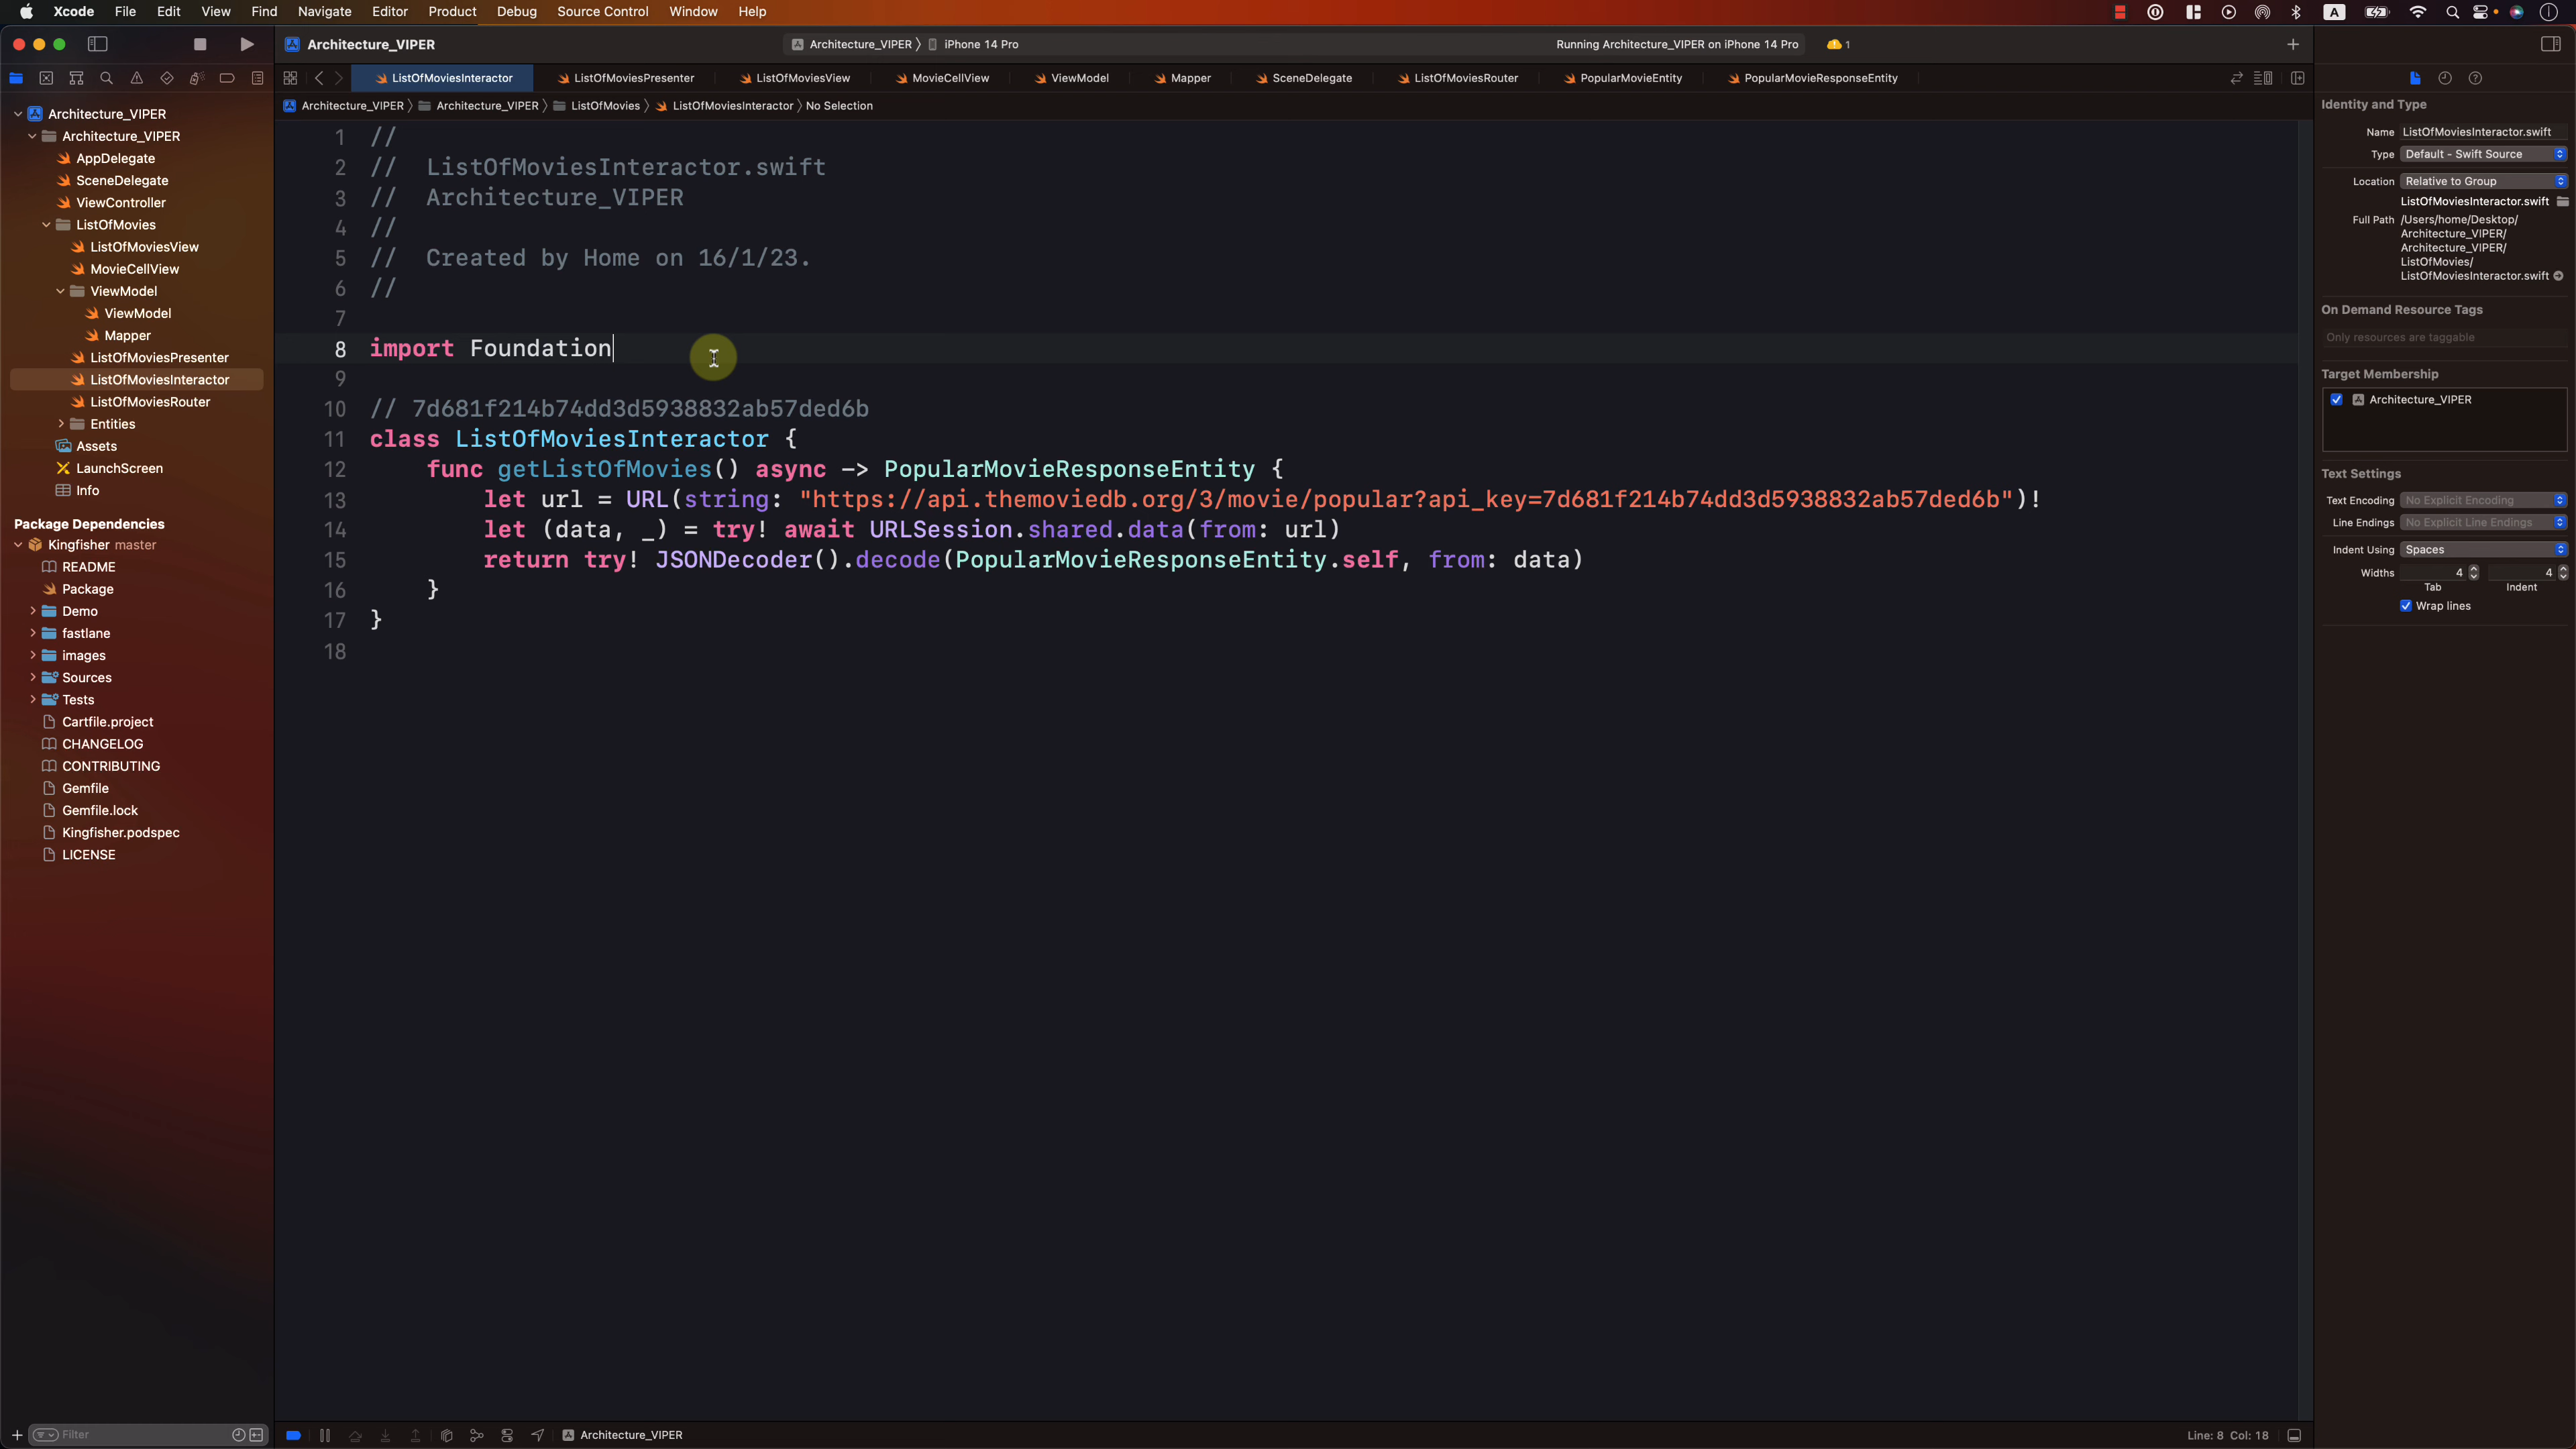 Xcode File Edit View Find Navigate Editor Product Debug Source Control Window Help
A
Architecture_VIPER
Architecture_VIPER
iPhone 14 Pro
Running Architecture_VIPER on iPhone 14 Pro
1
ListOfMoviesInteractor
ListOfMoviesPresenter
ListOfMoviesView
MovieCellView
ViewModel
Mapper
SceneDelegate
ListOfMoviesRouter
PopularMovieEntity
PopularMovieResponseEntity
Architecture_VIPER
Architecture_VIPER
ListOfMovies
ListOfMoviesInteractor
No Selection
Architecture_VIPER
Architecture_VIPER
AppDelegate
SceneDelegate
ViewController
ListOfMovies
ListOfMoviesView
MovieCellView
ViewModel
ViewModel
Mapper
ListOfMoviesPresenter
ListOfMoviesInteractor
ListOfMoviesRouter
Entities
Assets
LaunchScreen
Info
Package Dependencies
Kingfisher master
README
Package
Demo
fastlane
images
Sources
Tests
Cartfile.project
CHANGELOG
CONTRIBUTING
Gemfile
Gemfile.lock
Kingfisher.podspec
LICENSE
Filter
1 //
2 //  ListOfMoviesInteractor.swift
3 //  Architecture_VIPER
4 //
5 //  Created by Home on 16/1/23.
6 //
7
8 import Foundation
9
10 // 7d681f214b74dd3d5938832ab57ded6b
11 class ListOfMoviesInteractor {
12     func getListOfMovies() async -> PopularMovieResponseEntity {
13         let url = URL(string: "https://api.themoviedb.org/3/movie/popular?api_key=7d681f214b74dd3d5938832ab57ded6b")!
14         let (data, _) = try! await URLSession.shared.data(from: url)
15         return try! JSONDecoder().decode(PopularMovieResponseEntity.self, from: data)
16     }
17 }
18
Architecture_VIPER
Line: 8 Col: 18
Identity and Type
Name ListOfMoviesInteractor.swift
Type Default - Swift Source
Location Relative to Group
ListOfMoviesInteractor.swift
Full Path /Users/home/Desktop/
Architecture_VIPER/
Architecture_VIPER/
ListOfMovies/
ListOfMoviesInteractor.swift
On Demand Resource Tags
Only resources are taggable
Target Membership
Architecture_VIPER
Text Settings
Text Encoding No Explicit Encoding
Line Endings No Explicit Line Endings
Indent Using Spaces
Widths 4 4
Tab Indent
Wrap lines